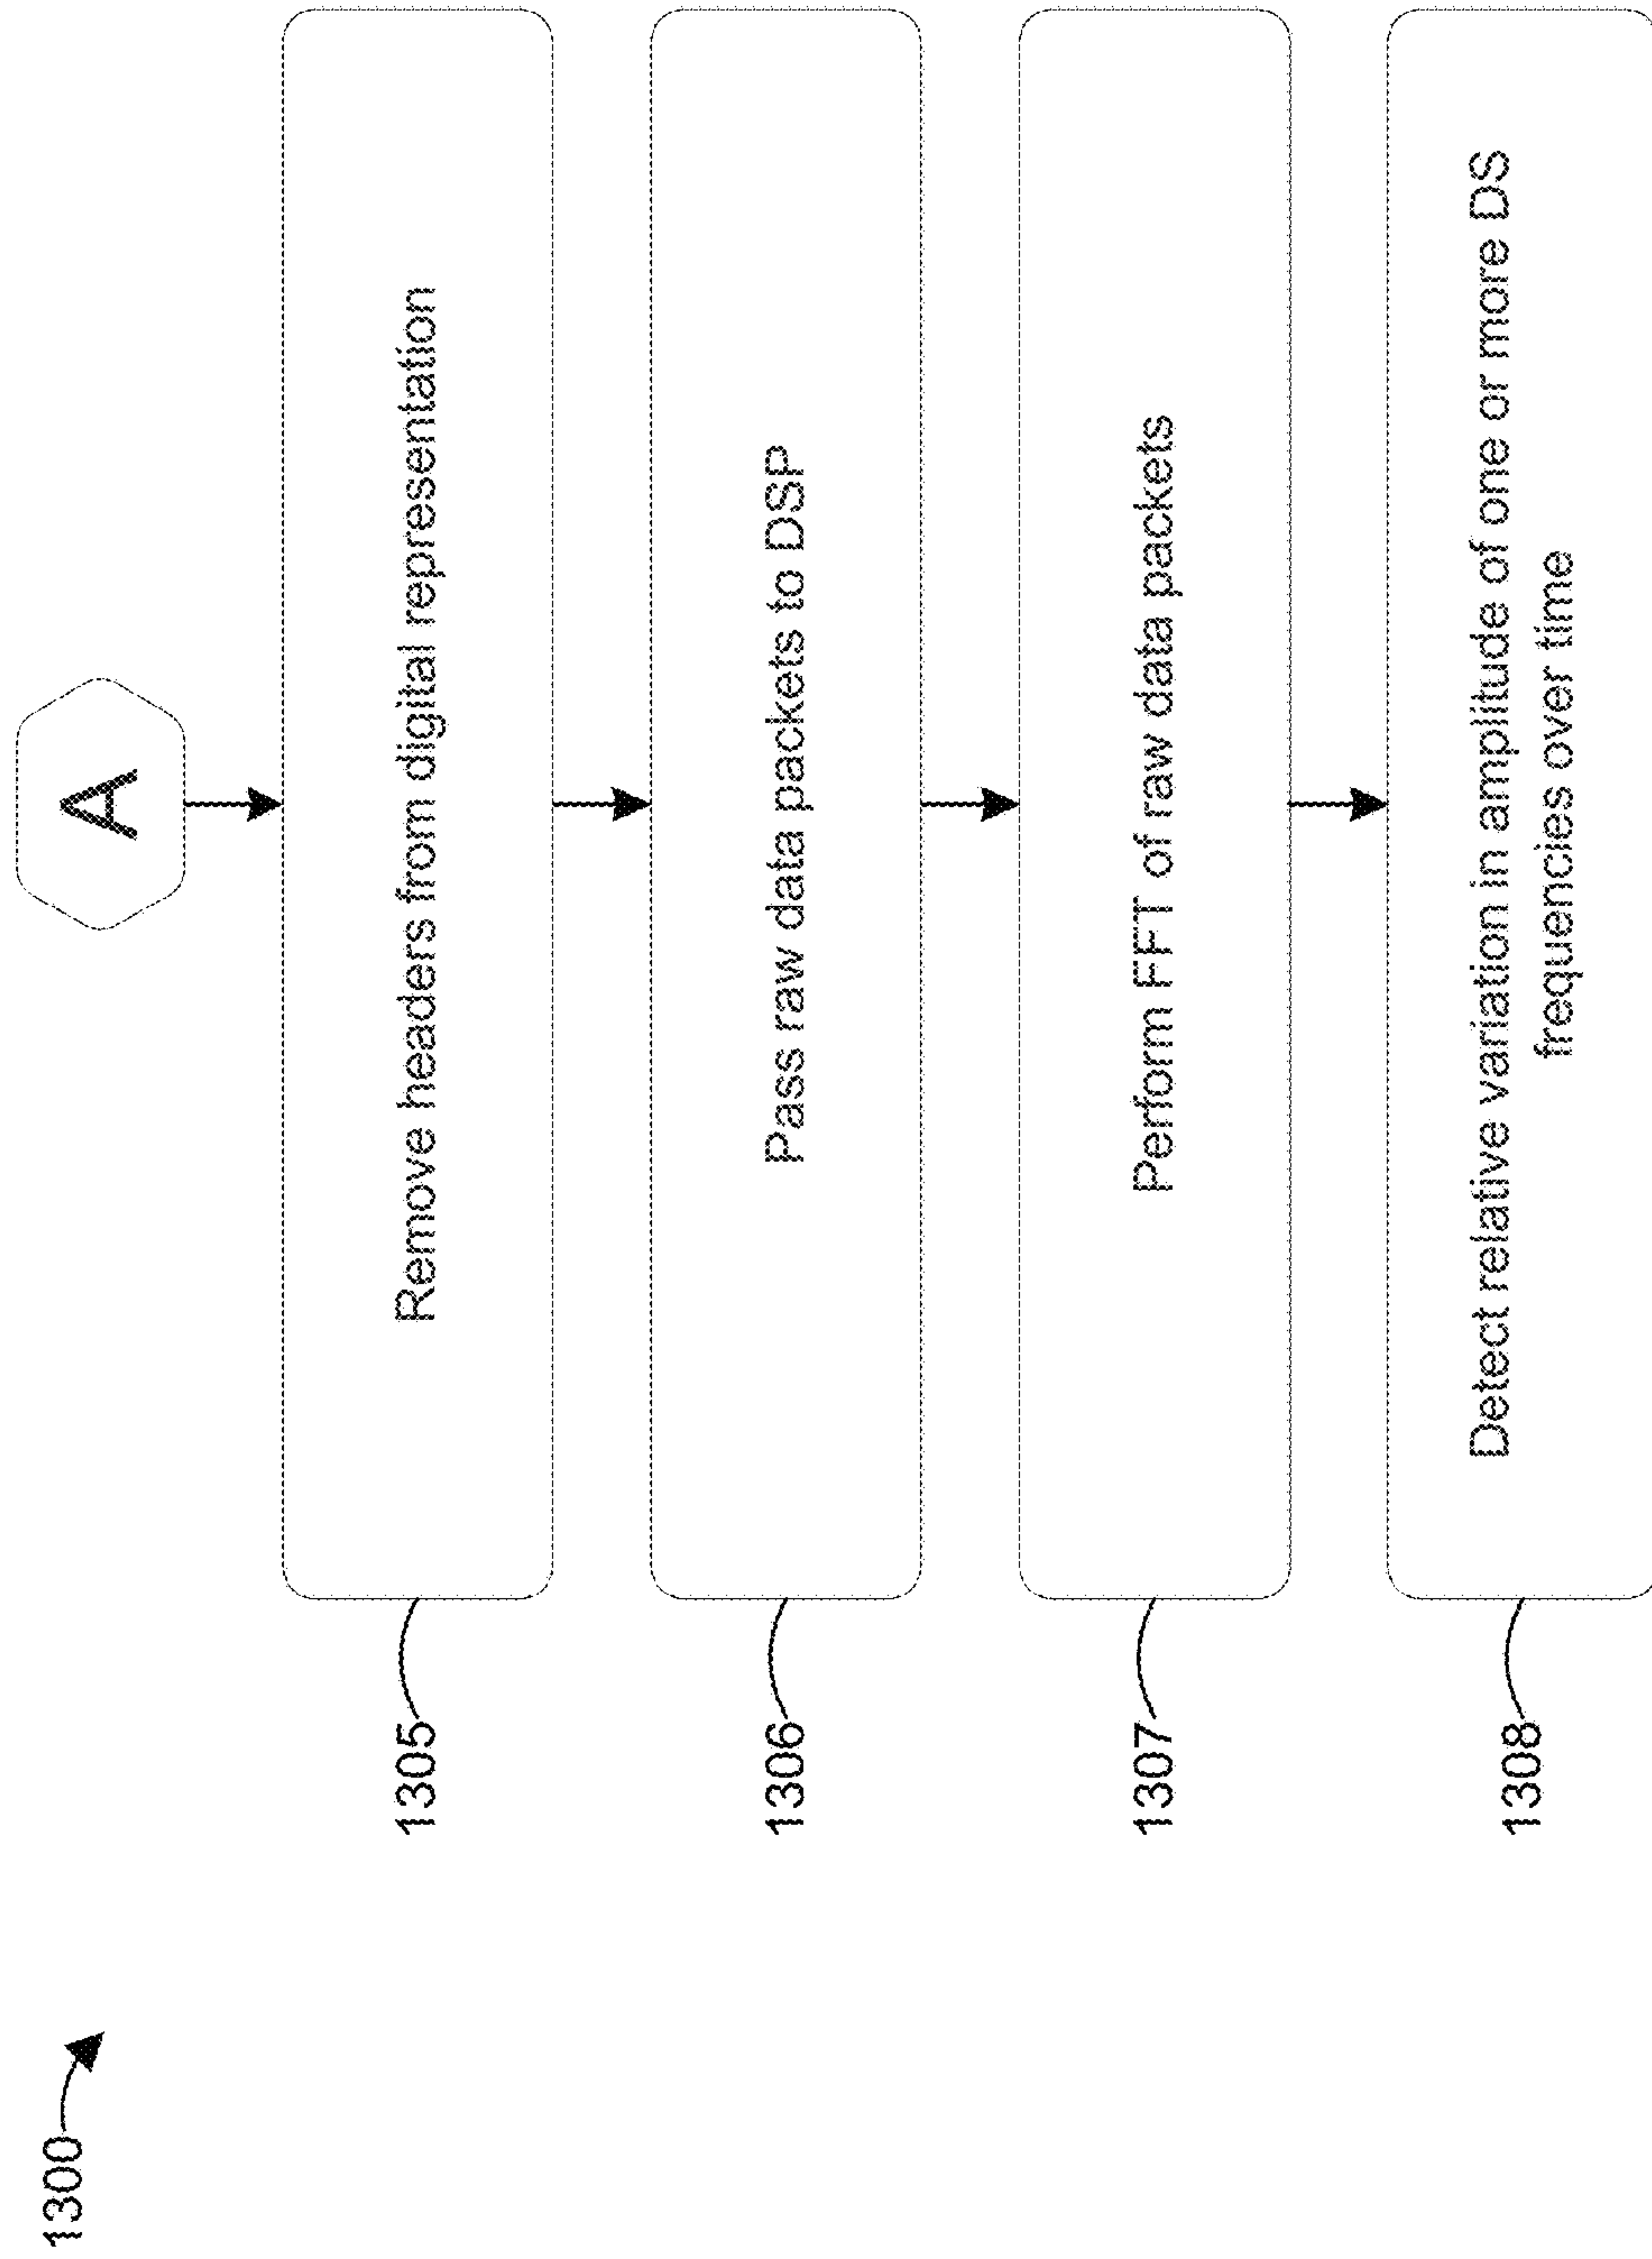 1300
A
1305
Remove headers from digital representation
1306
Pass raw data packets to DSP
1307
Perform FFT of raw data packets
1308
Detect relative variation in amplitude of one or more DS
frequencies over time